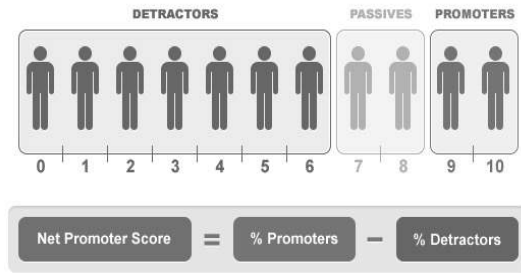 DETRACTORS PASSIVES PROMOTERS
0 1 2 3 4 5 6 7 8 9 10
Net Promoter Score = % Promoters − % Detractors